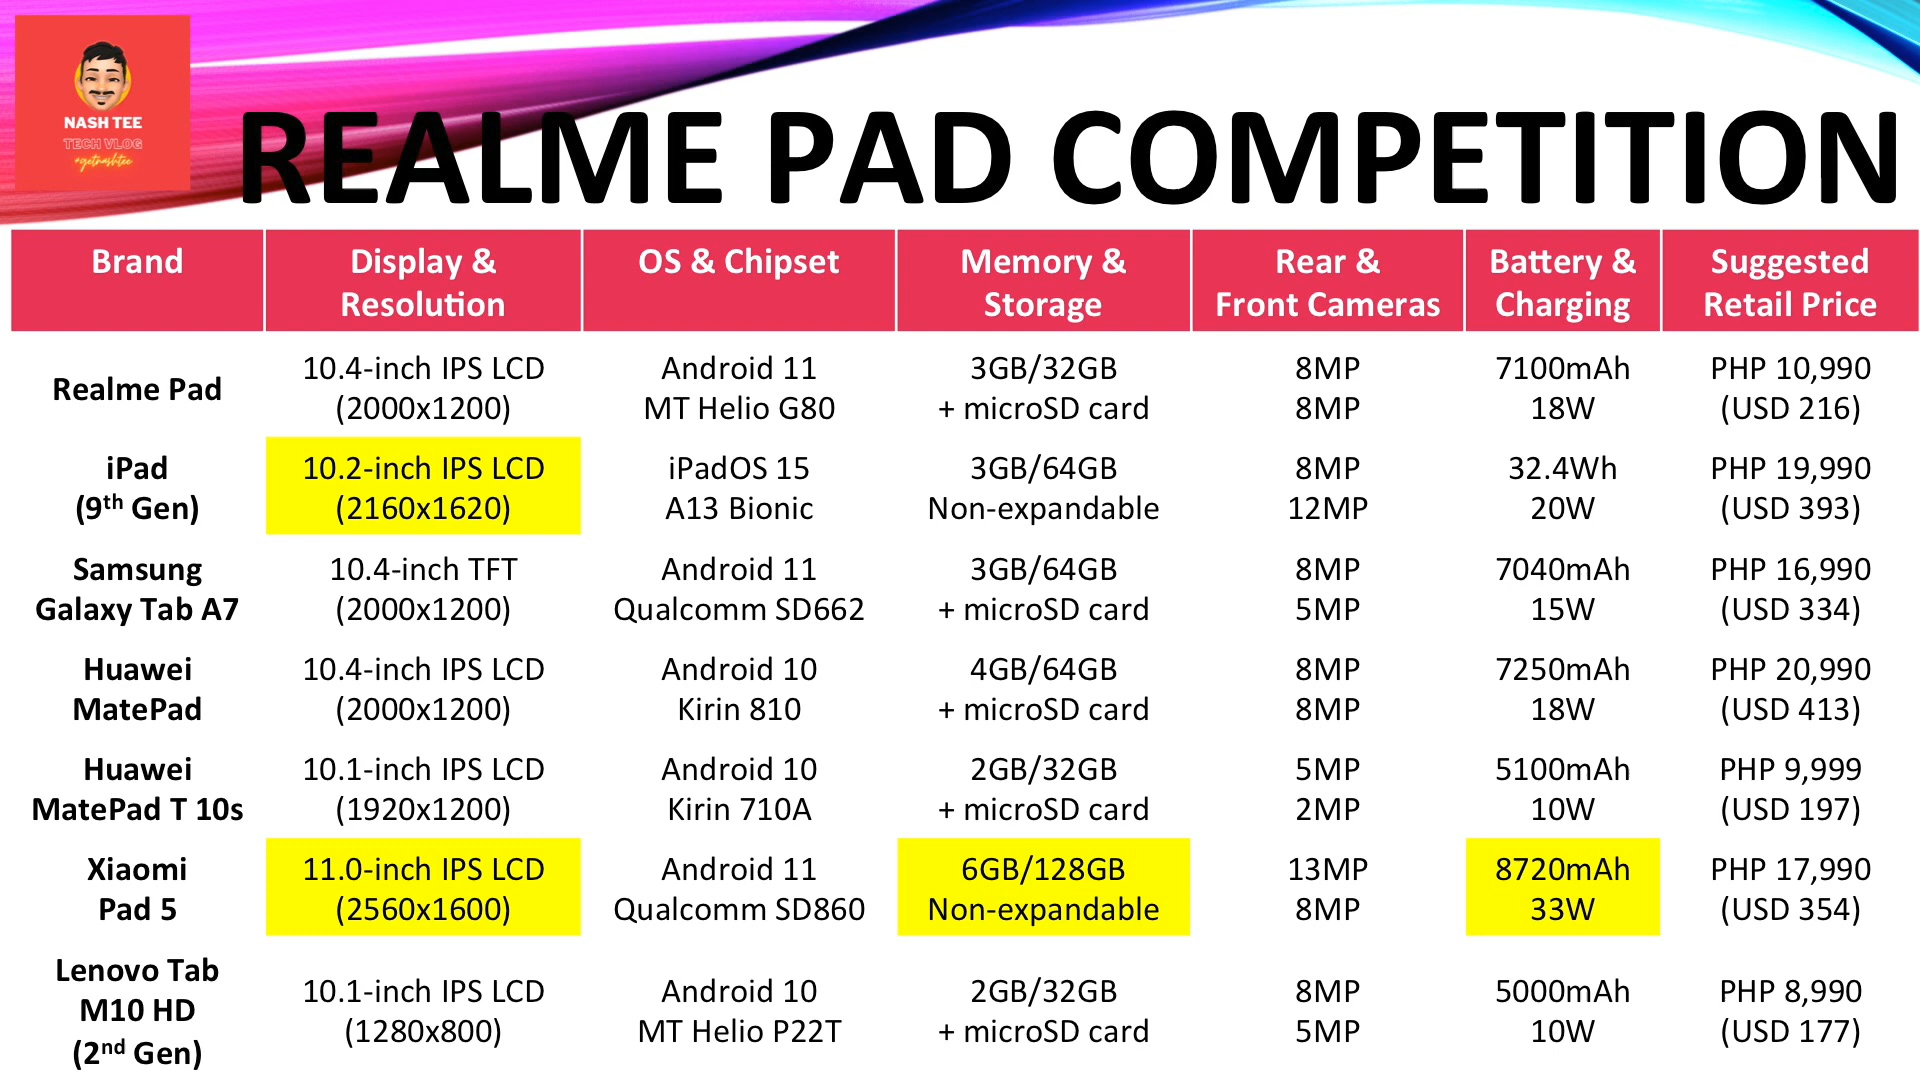 NASH TEE
TECH VLOG
#getnashtee
REALME PAD COMPETITION
Brand
Display &
Resolution
OS & Chipset
Memory &
Storage
Rear &
Front Cameras
Battery &
Charging
Suggested
Retail Price
Realme Pad
10.4-inch IPS LCD
(2000x1200)
Android 11
MT Helio G80
3GB/32GB
+ microSD card
8MP
8MP
7100mAh
18W
PHP 10,990
(USD 216)
iPad
(9th Gen)
10.2-inch IPS LCD
(2160x1620)
iPadOS 15
A13 Bionic
3GB/64GB
Non-expandable
8MP
12MP
32.4Wh
20W
PHP 19,990
(USD 393)
Samsung
Galaxy Tab A7
10.4-inch TFT
(2000x1200)
Android 11
Qualcomm SD662
3GB/64GB
+ microSD card
8MP
5MP
7040mAh
15W
PHP 16,990
(USD 334)
Huawei
MatePad
10.4-inch IPS LCD
(2000x1200)
Android 10
Kirin 810
4GB/64GB
+ microSD card
8MP
8MP
7250mAh
18W
PHP 20,990
(USD 413)
Huawei
MatePad T 10s
10.1-inch IPS LCD
(1920x1200)
Android 10
Kirin 710A
2GB/32GB
+ microSD card
5MP
2MP
5100mAh
10W
PHP 9,999
(USD 197)
Xiaomi
Pad 5
11.0-inch IPS LCD
(2560x1600)
Android 11
Qualcomm SD860
6GB/128GB
Non-expandable
13MP
8MP
8720mAh
33W
PHP 17,990
(USD 354)
Lenovo Tab
M10 HD
(2nd Gen)
10.1-inch IPS LCD
(1280x800)
Android 10
MT Helio P22T
2GB/32GB
+ microSD card
8MP
5MP
5000mAh
10W
PHP 8,990
(USD 177)